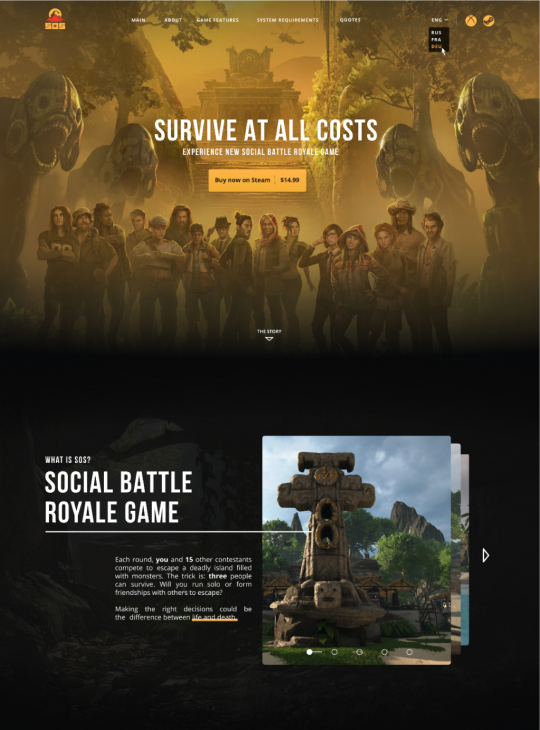 SOS
MAIN
ABOUT
GAME FEATURES
SYSTEM REQUIREMENTS
QUOTES
ENG
RUS
FRA
DEU
SURVIVE AT ALL COSTS
EXPERIENCE NEW SOCIAL BATTLE ROYALE GAME
Buy now on Steam $14.99
THE STORY
WHAT IS SOS?
SOCIAL BATTLE
ROYALE GAME
Each round, you and 15 other contestants
compete to escape a deadly island filled
with monsters. The trick is: three people
can survive. Will you run solo or form
friendships with others to escape?
Making the right decisions could be
the difference between life and death.